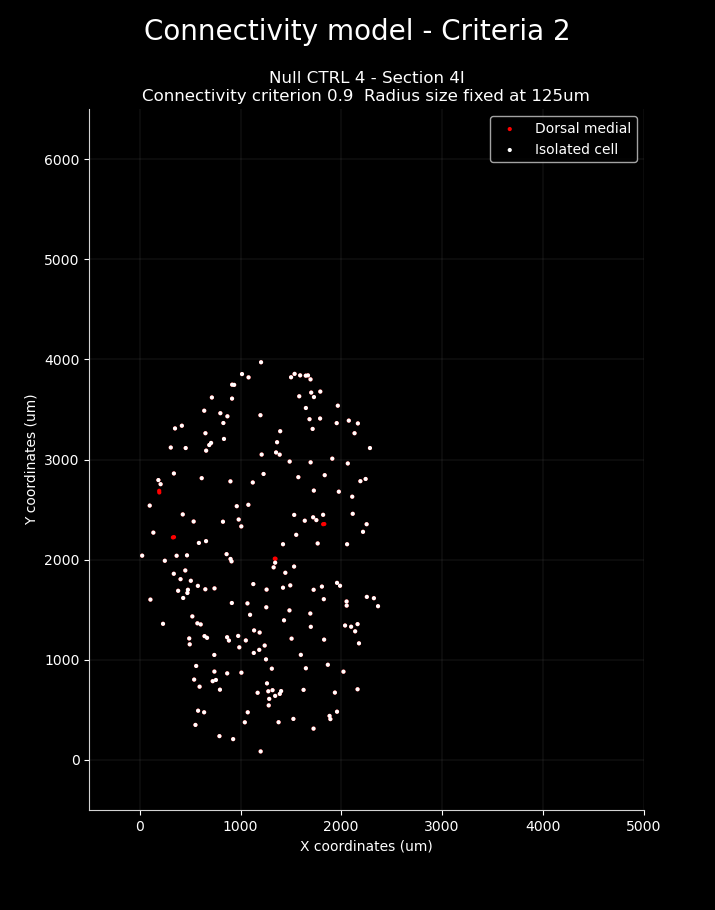 Connectivity model - Criteria 2
Null CTRL 4 - Section 4I
Connectivity criterion 0.9  Radius size fixed at 125um
Dorsal medial
Isolated cell
6000
5000
4000
3000
2000
1000
0
Y coordinates (um)
0 1000 2000 3000 4000 5000
X coordinates (um)